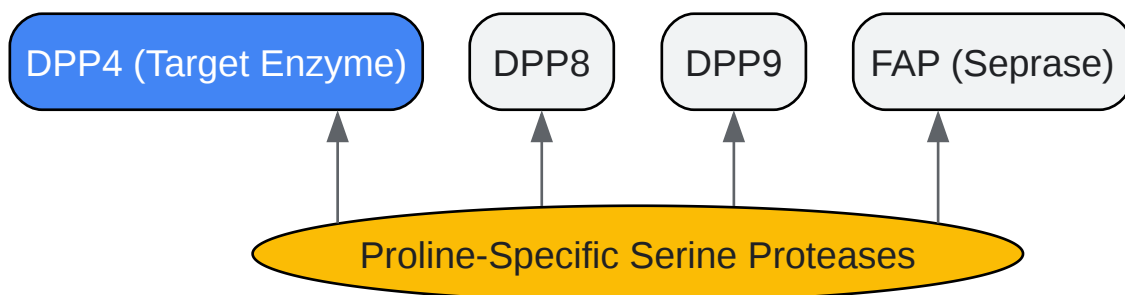 DPP4 (Target Enzyme)
DPP8
DPP9
FAP (Seprase)
Proline-Specific Serine Proteases